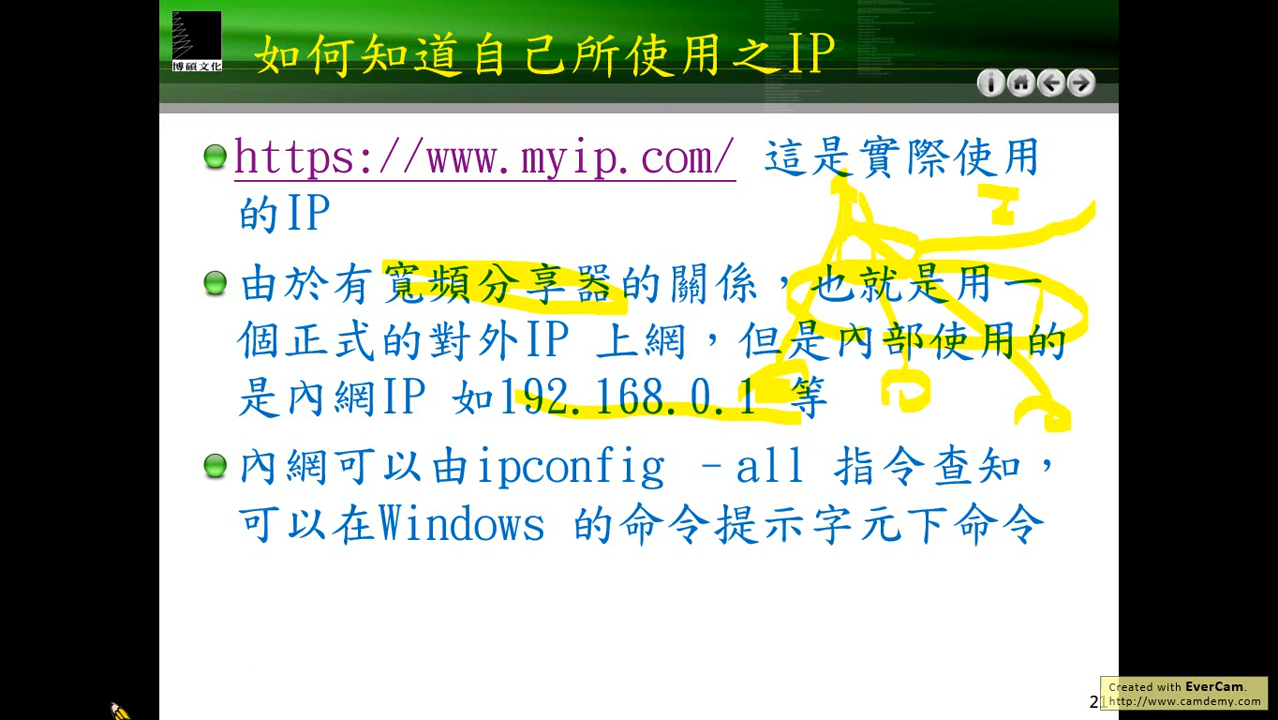 博碩文化
如何知道自己所使用之IP
https://www.myip.com/ 這是實際使用
的IP
由於有寬頻分享器的關係，也就是用一
個正式的對外IP 上網，但是內部使用的
是內網IP 如192.168.0.1 等
內網可以由ipconfig –all 指令查知，
可以在Windows 的命令提示字元下命令
Created with EverCam.
http://www.camdemy.com